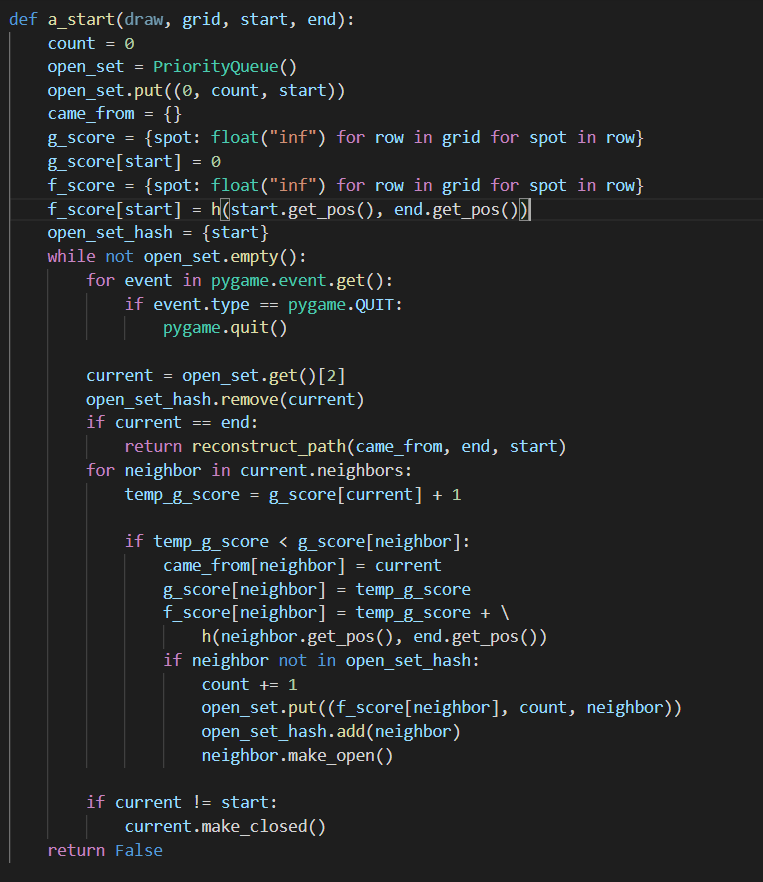 def a_start(draw, grid, start, end):
    count = 0
    open_set = PriorityQueue()
    open_set.put((0, count, start))
    came_from = {}
    g_score = {spot: float("inf") for row in grid for spot in row}
    g_score[start] = 0
    f_score = {spot: float("inf") for row in grid for spot in row}
    f_score[start] = h(start.get_pos(), end.get_pos())
    open_set_hash = {start}
    while not open_set.empty():
        for event in pygame.event.get():
            if event.type == pygame.QUIT:
                pygame.quit()

        current = open_set.get()[2]
        open_set_hash.remove(current)
        if current == end:
            return reconstruct_path(came_from, end, start)
        for neighbor in current.neighbors:
            temp_g_score = g_score[current] + 1

            if temp_g_score < g_score[neighbor]:
                came_from[neighbor] = current
                g_score[neighbor] = temp_g_score
                f_score[neighbor] = temp_g_score + \
                    h(neighbor.get_pos(), end.get_pos())
                if neighbor not in open_set_hash:
                    count += 1
                    open_set.put((f_score[neighbor], count, neighbor))
                    open_set_hash.add(neighbor)
                    neighbor.make_open()

        if current != start:
            current.make_closed()
    return False